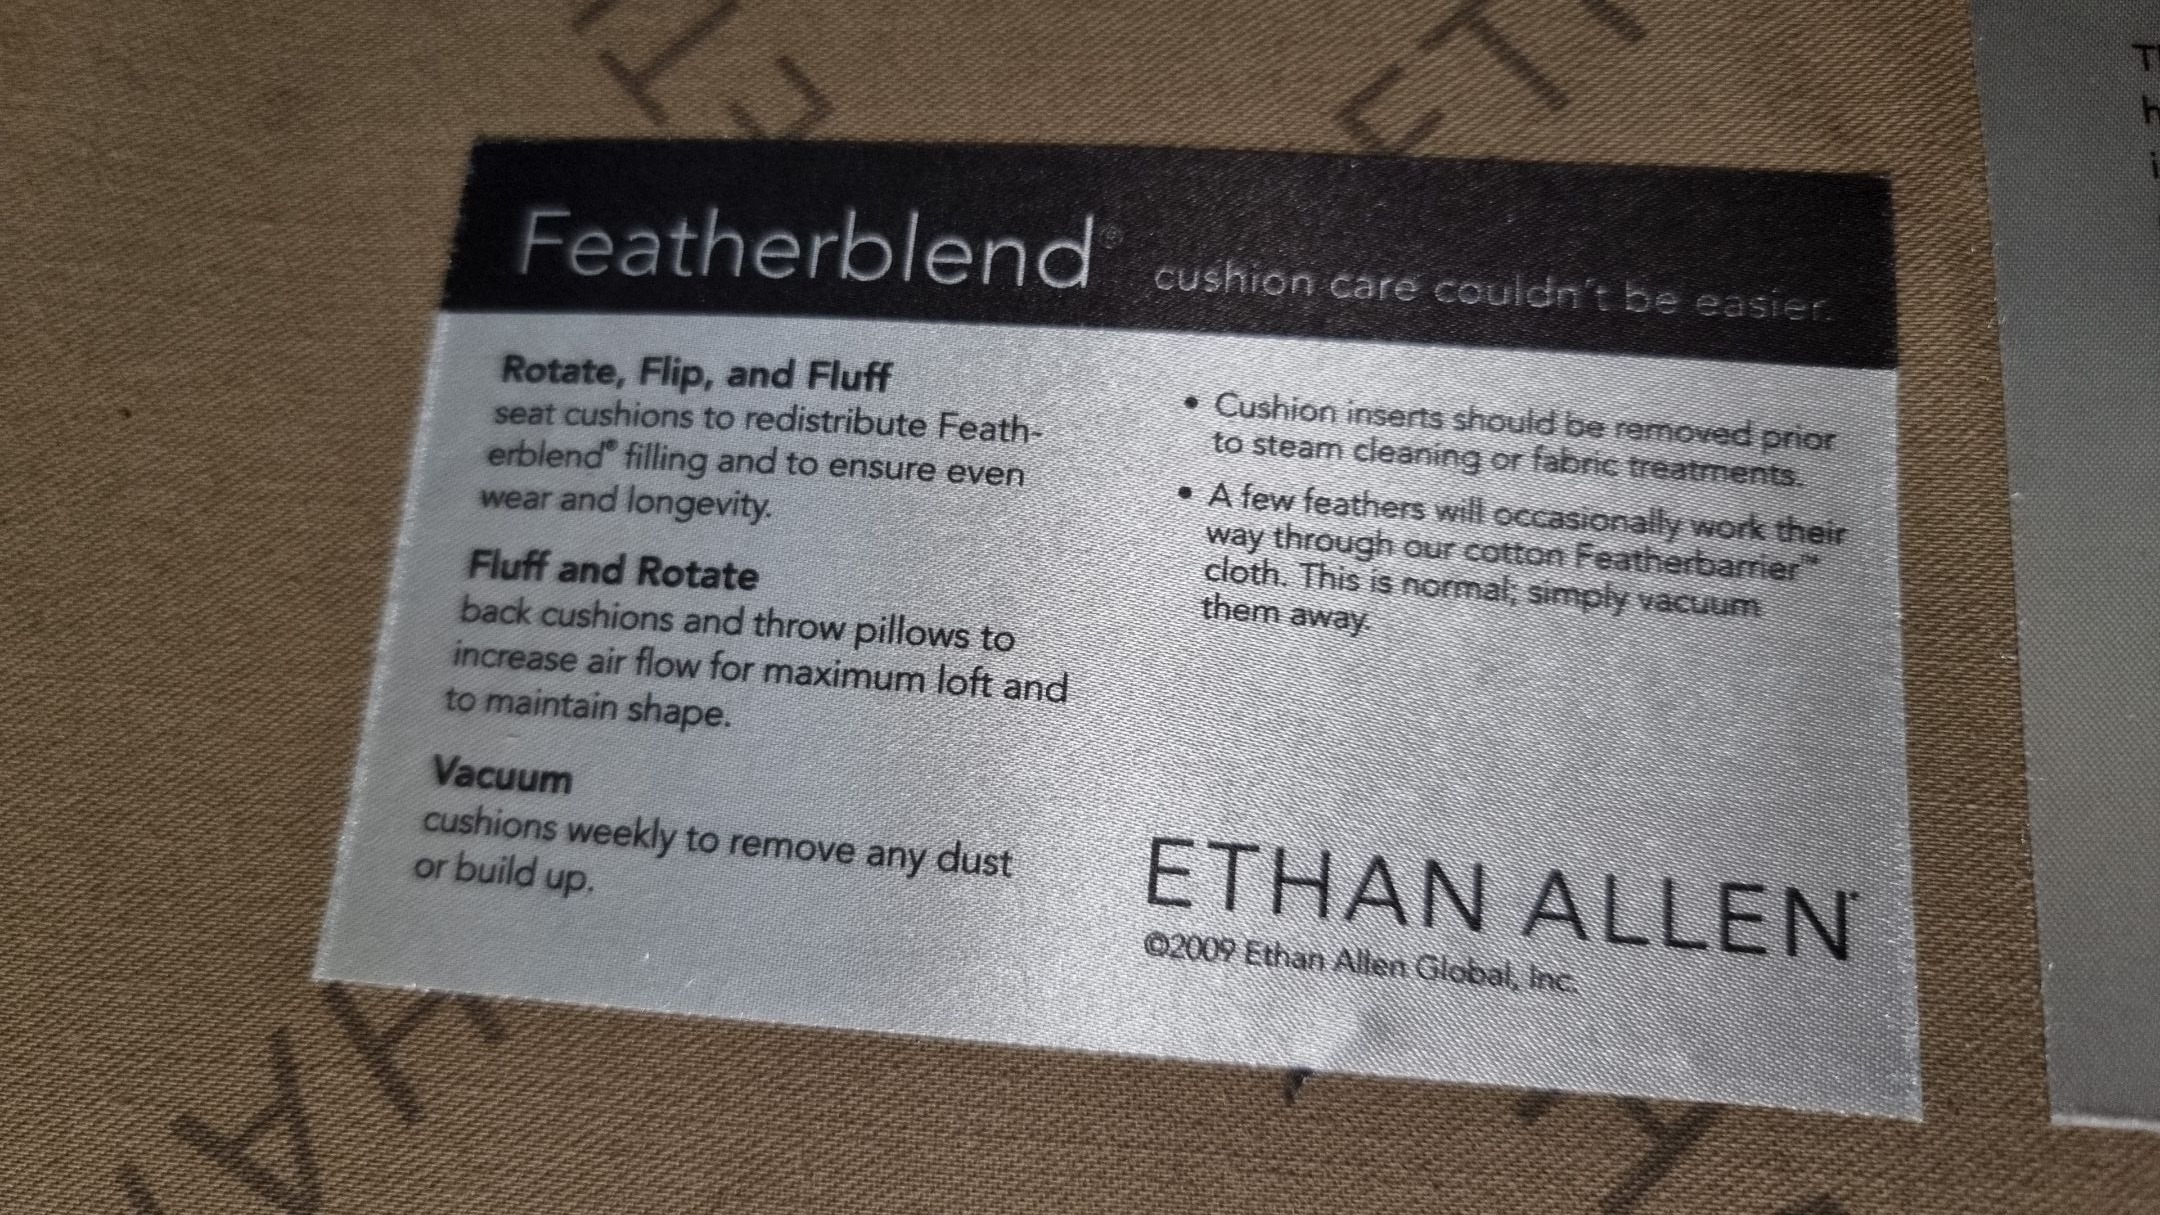 Featherblend® cushion care couldn't be easier.
Rotate, Flip, and Fluff
seat cushions to redistribute Feath-
erblend® filling and to ensure even
wear and longevity.
Fluff and Rotate
back cushions and throw pillows to
increase air flow for maximum loft and
to maintain shape.
Vacuum
cushions weekly to remove any dust
or build up.
• Cushion inserts should be removed prior
to steam cleaning or fabric treatments.
• A few feathers will occasionally work their
way through our cotton Featherbarrier™
cloth. This is normal; simply vacuum
them away.
ETHAN ALLEN®
©2009 Ethan Allen Global, Inc.